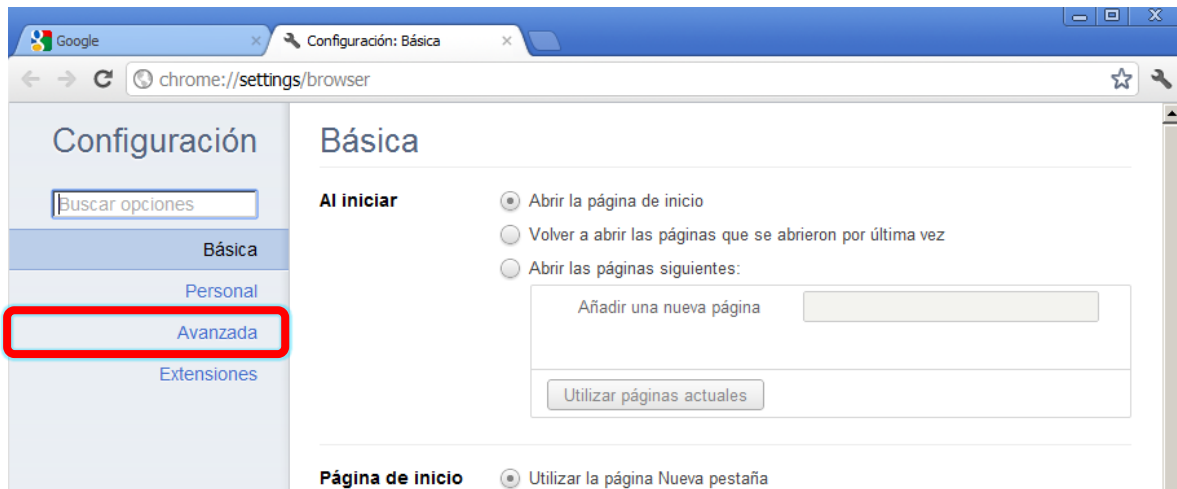 Google
Configuración: Básica
chrome://settings/browser
Configuración
Buscar opciones
Básica
Personal
Avanzada
Extensiones
Básica
Al iniciar
Abrir la página de inicio
Volver a abrir las páginas que se abrieron por última vez
Abrir las páginas siguientes:
Añadir una nueva página
Utilizar páginas actuales
Página de inicio
Utilizar la página Nueva pestaña